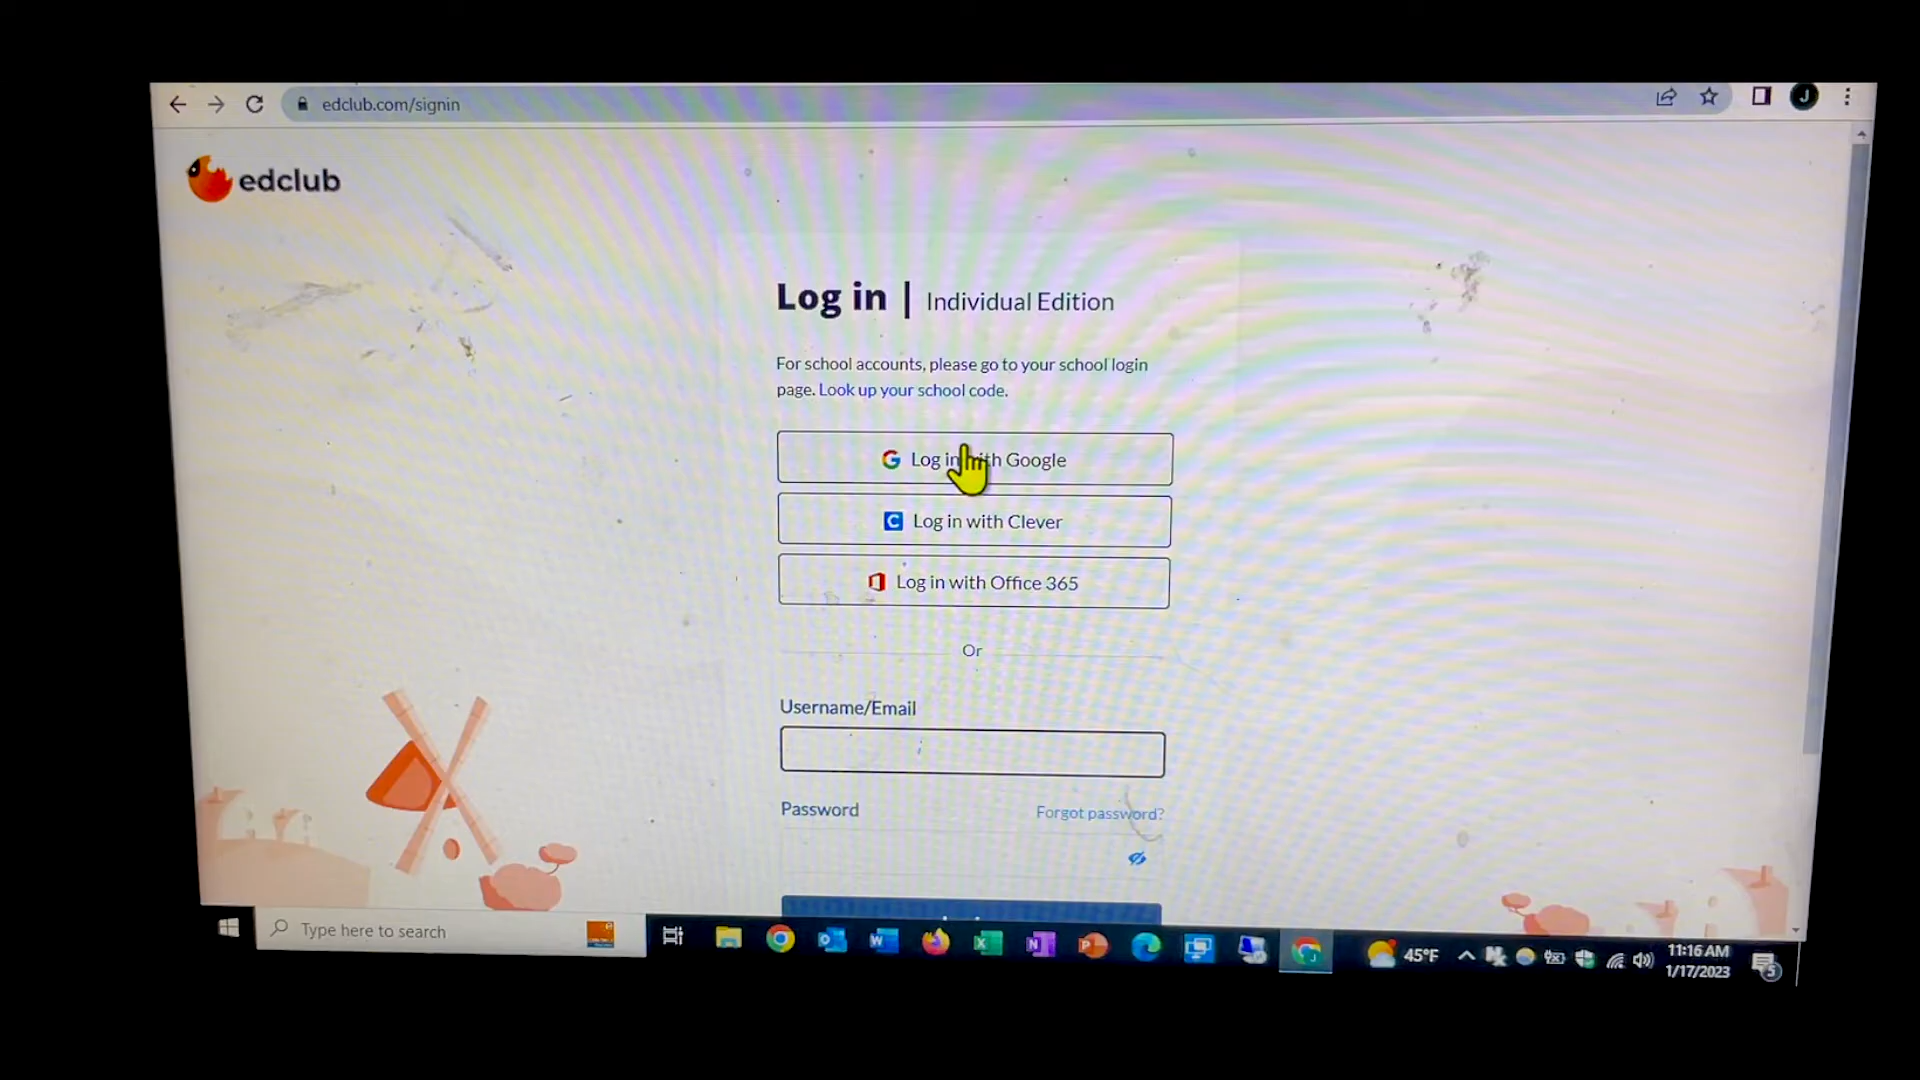 edclub.com/signin
J
edclub
Log in | Individual Edition
For school accounts, please go to your school login
page. Look up your school code.
Log in with Google
Log in with Clever
Log in with Office 365
Or
Username/Email
Password
Forgot password?
Type here to search
45°F
11:16 AM
1/17/2023
5